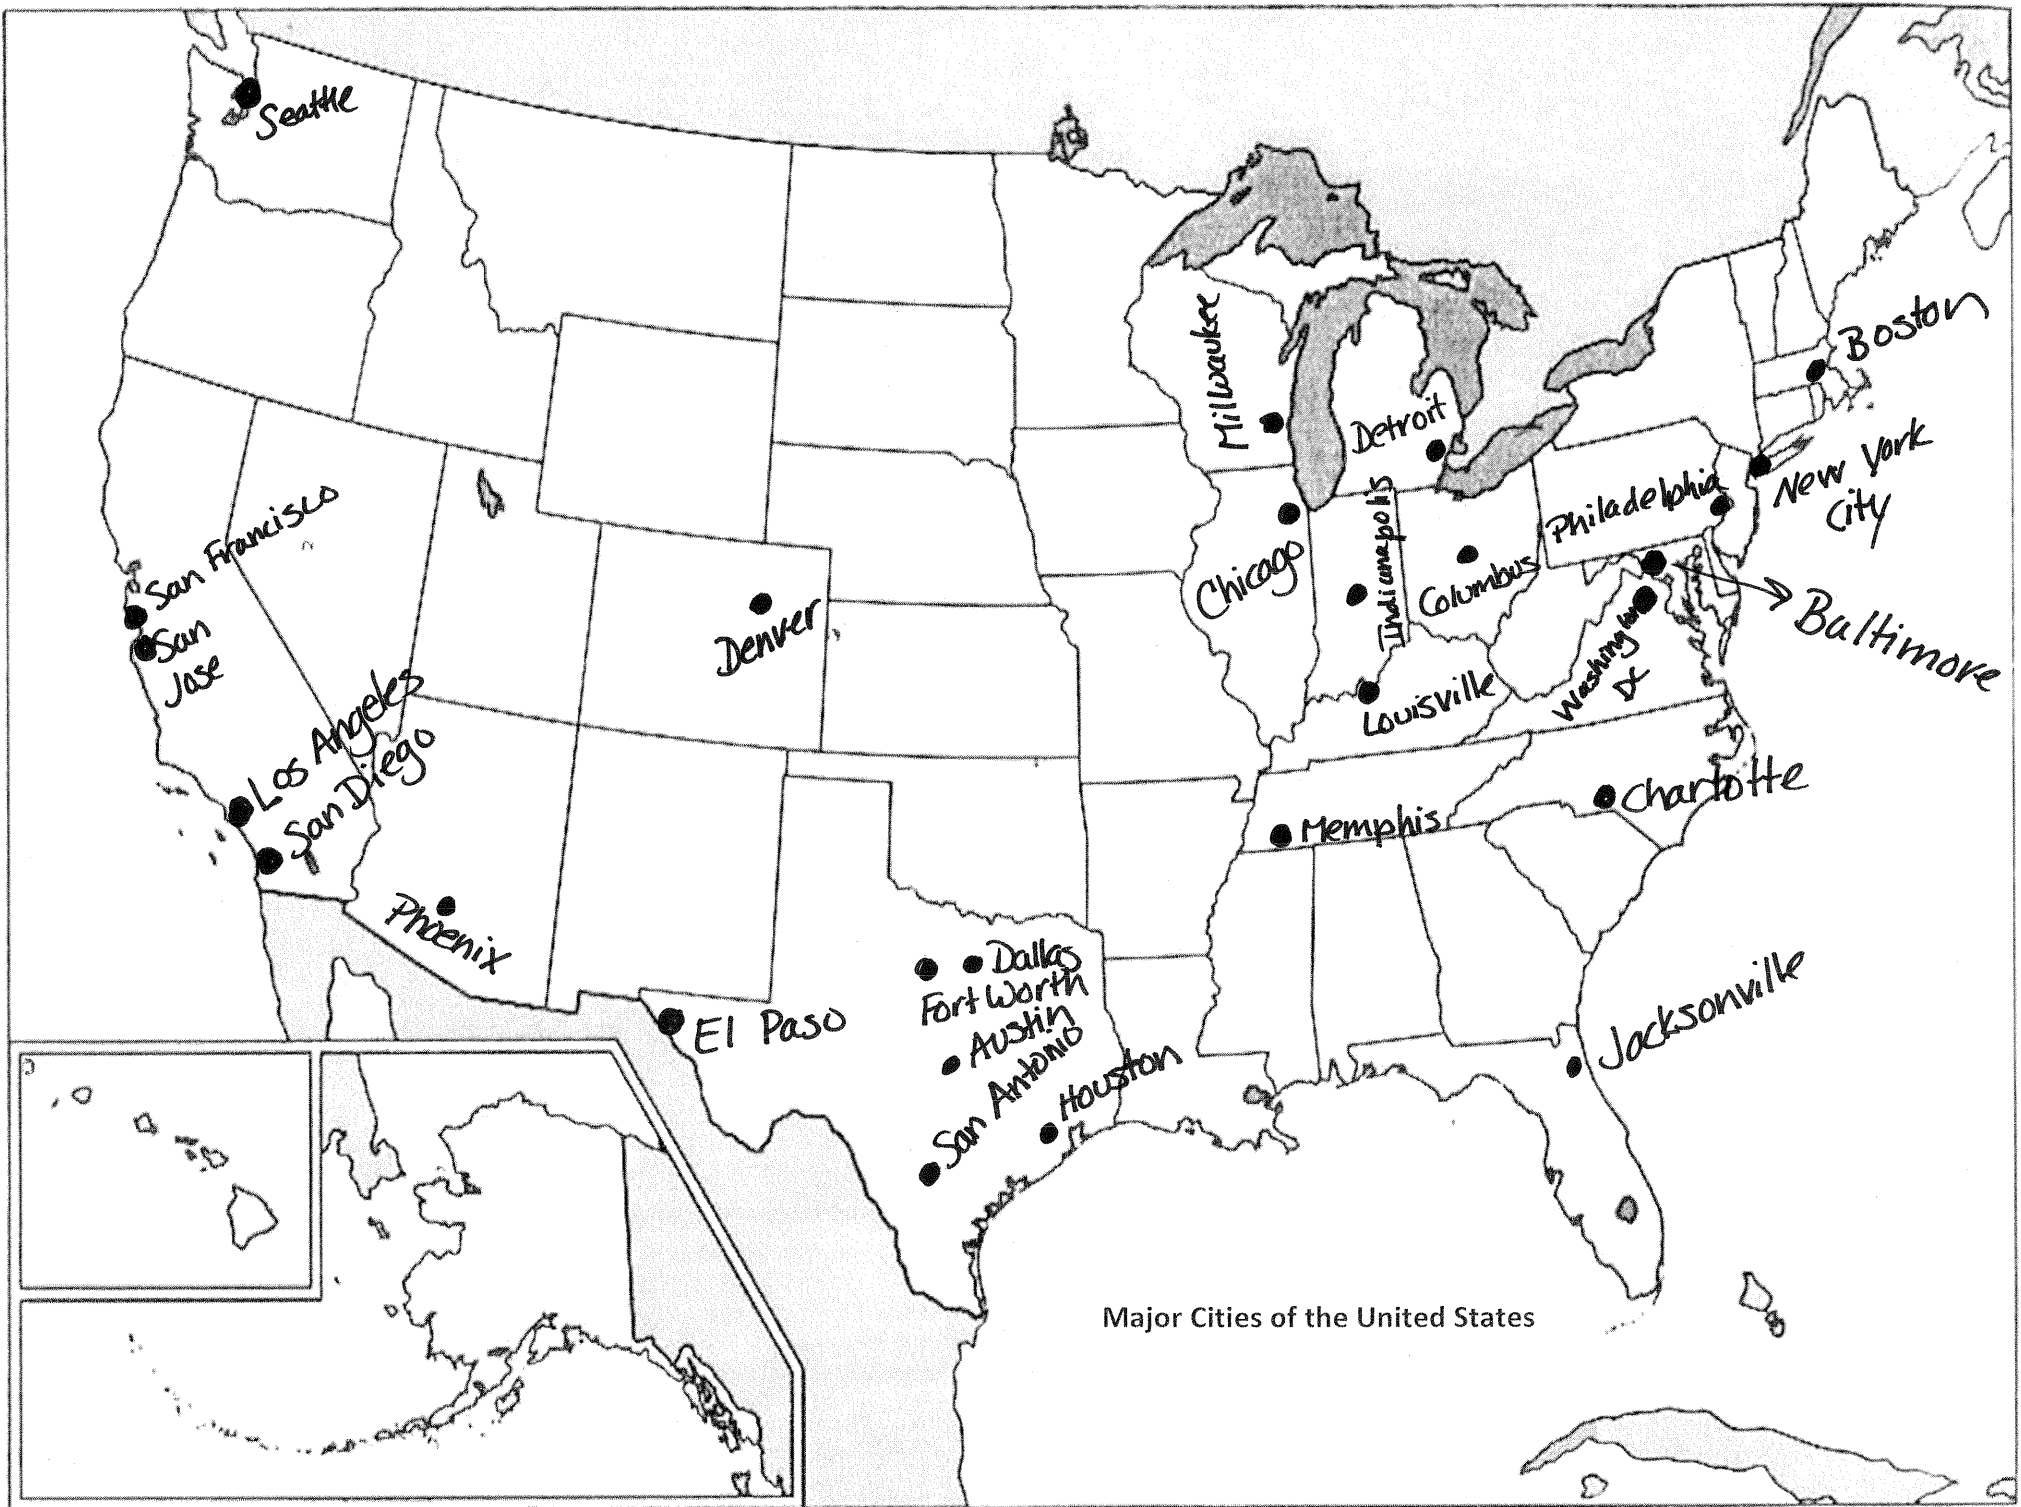 Seattle
Boston
Milwaukee
Detroit
New York
City
Philadelphia
San Francisco
Indianapolis
Chicago
Columbus
Denver
San
Jose
Baltimore
Washington
DC
Louisville
Los Angeles
San Diego
Charlotte
Memphis
Phoenix
Dallas
Fort Worth
El Paso
Austin
San Antonio
Houston
Jacksonville
Major Cities of the United States